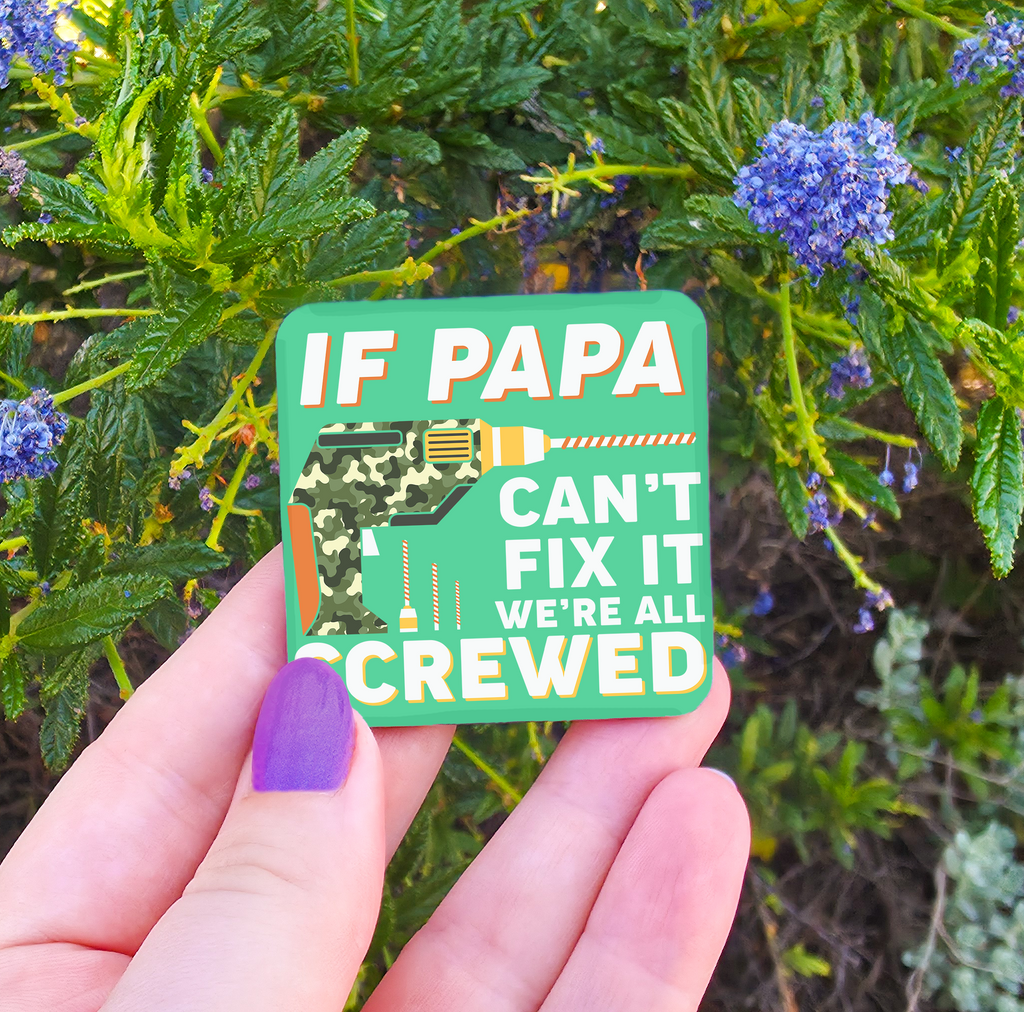 IF PAPA
CAN'T
FIX IT
WE'RE ALL
SCREWED